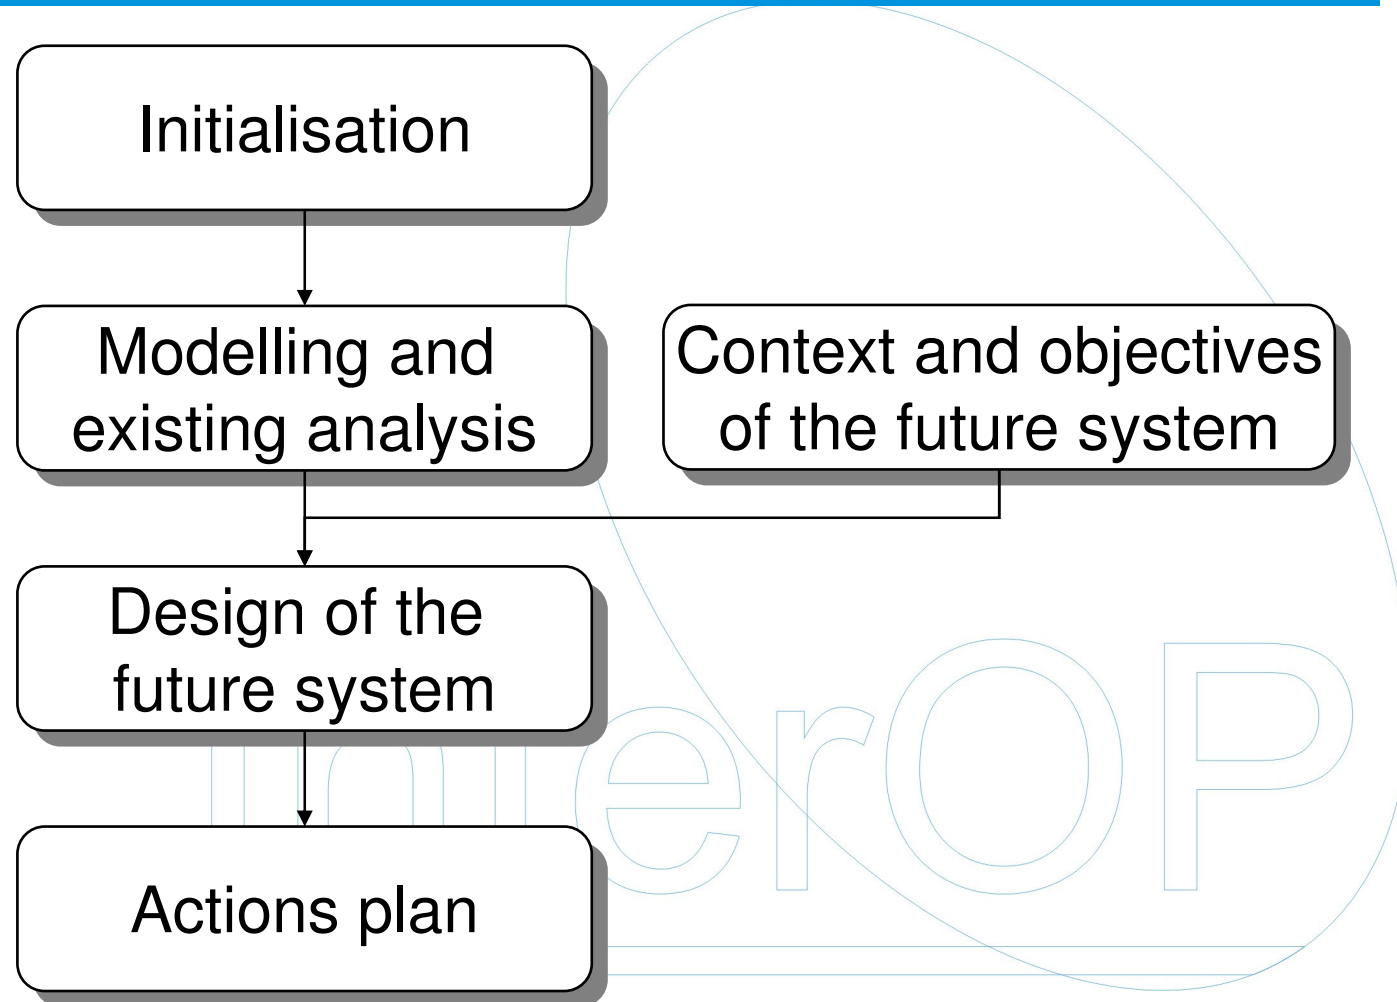 Initialisation
Modelling and
existing analysis
Context and objectives
of the future system
Design of the
future system
Actions plan
InterOP